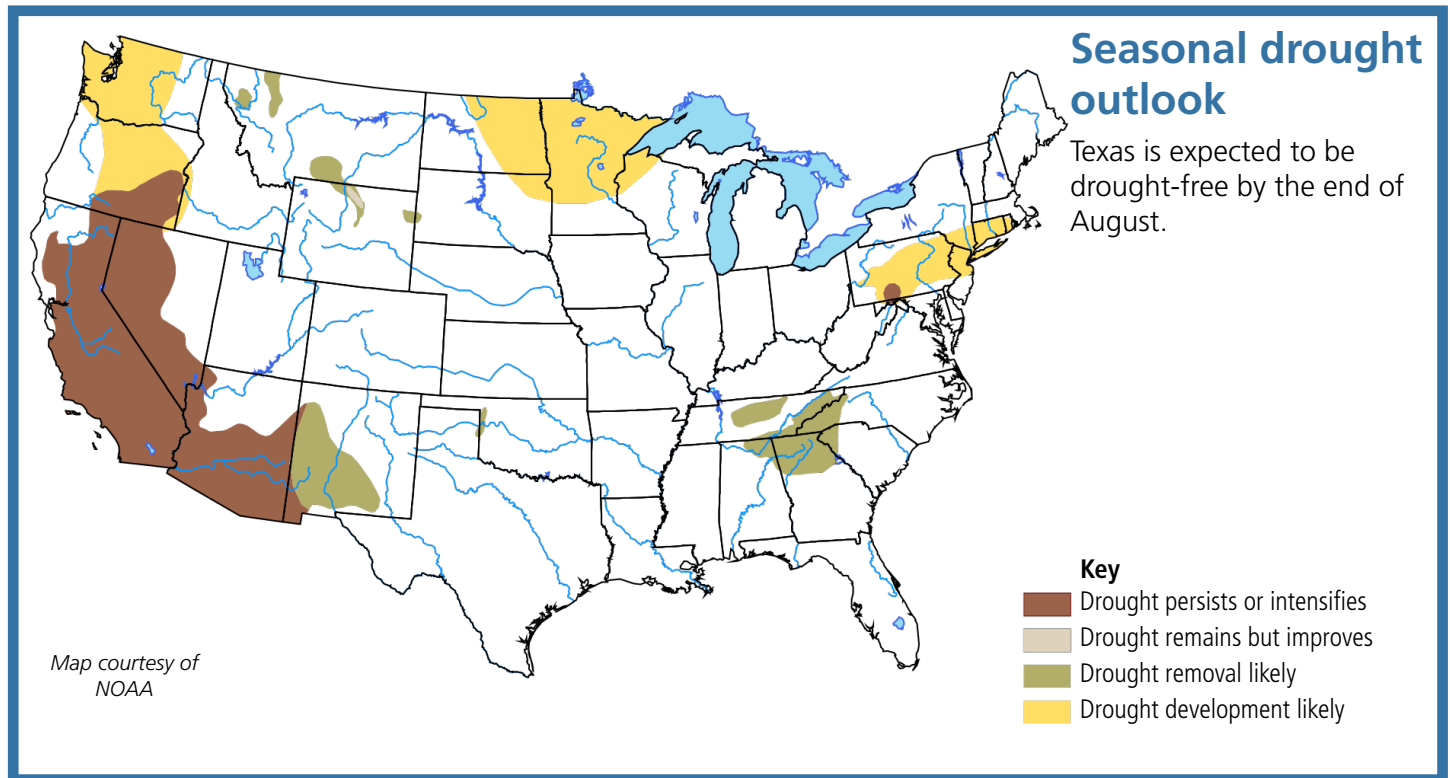 Seasonal drought
outlook
Texas is expected to be
drought-free by the end of
August.
Key
Drought persists or intensifies
Drought remains but improves
Drought removal likely
Drought development likely
Map courtesy of
NOAA